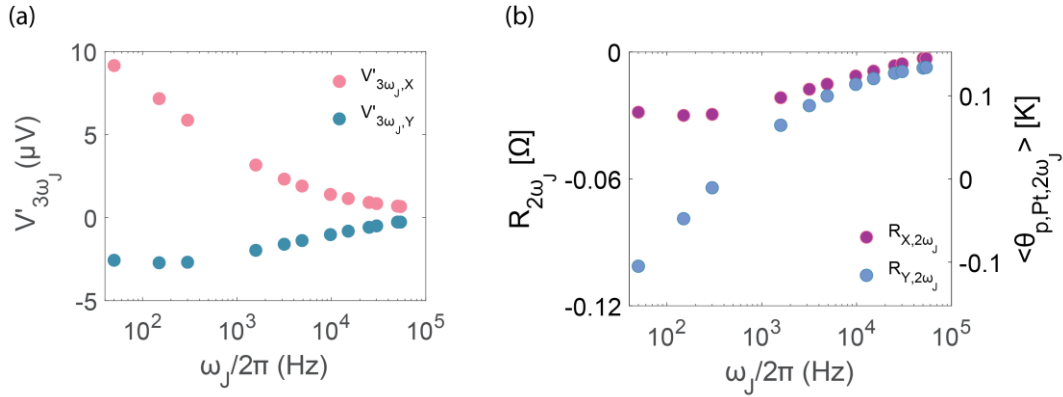 (a)
10
5
0
-5
V'3ωJ (μV)
V'3ωJ,X
V'3ωJ,Y
10² 10³ 10⁴ 10⁵
ωJ/2π (Hz)
(b)
0
-0.06
-0.12
R2ωJ [Ω]
RX,2ωJ
RY,2ωJ
0.1
0
-0.1
<θp,Pt,2ωJ> [K]
10² 10³ 10⁴ 10⁵
ωJ/2π (Hz)